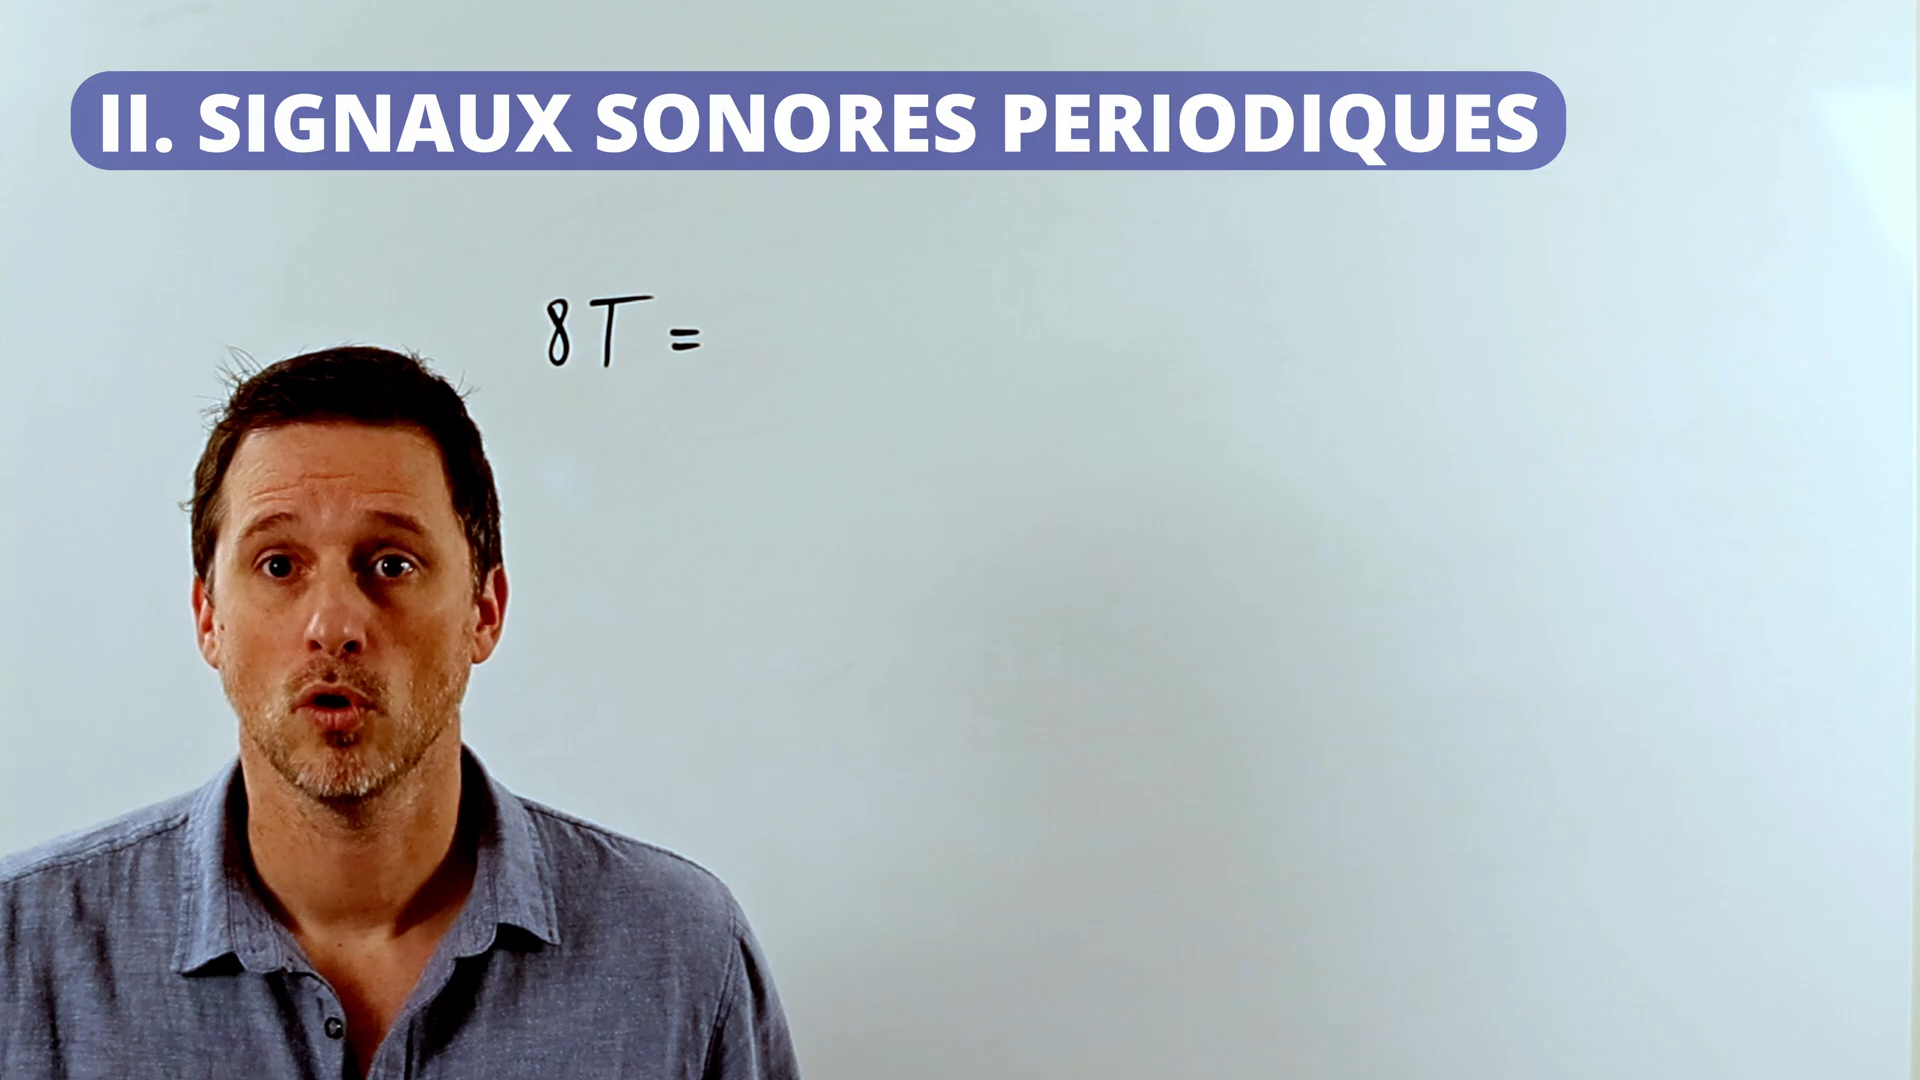 II. SIGNAUX SONORES PERIODIQUES
8T =